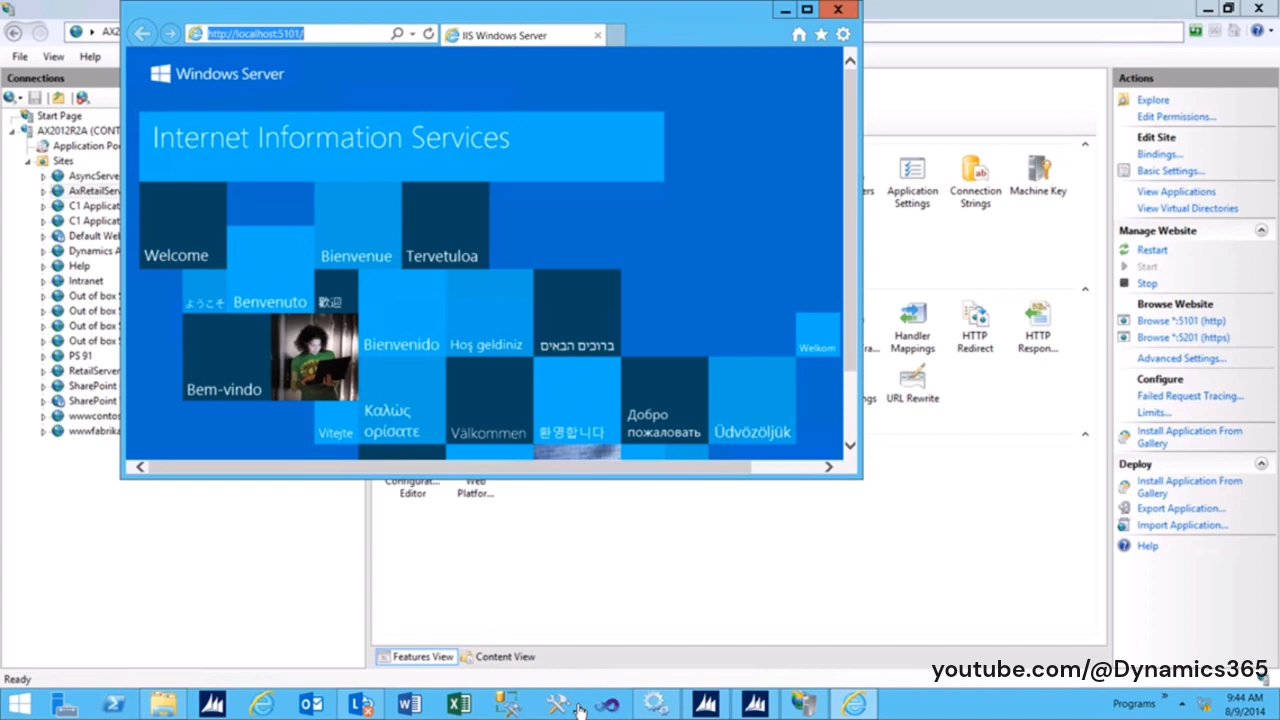 AX2
http://localhost:5101/
IIS Windows Server
File View Help
Connections
Start Page
AX2012R2A (CONT
Application Poo
Sites
AsyncServe
AxRetailServ
C1 Applicat
C1 Applicat
Default Web
Dynamics A
Help
Intranet
Out of box S
Out of box S
Out of box S
Out of box S
PS 91
RetailServer
SharePoint
SharePoint
wwwcontos
wwwfabrika
Windows Server
Internet Information Services
Welcome
Bienvenue
Tervetuloa
ようこそ
Benvenuto
歡迎
Bem-vindo
Bienvenido
Hoş geldiniz
ברוכים הבאים
Welkom
Vítejte
Καλώς
ορίσατε
Välkommen
환영합니다
Добро
пожаловать
Üdvözöljük
Application
Settings
Connection
Strings
Machine Key
Handler
Mappings
HTTP
Redirect
HTTP
Respon...
URL Rewrite
Configurat...
Editor
Web
Platfor...
Features View
Content View
Actions
Explore
Edit Permissions...
Edit Site
Bindings...
Basic Settings...
View Applications
View Virtual Directories
Manage Website
Restart
Start
Stop
Browse Website
Browse *:5101 (http)
Browse *:5201 (https)
Advanced Settings...
Configure
Failed Request Tracing...
Limits...
Install Application From
Gallery
Deploy
Install Application From
Gallery
Export Application...
Import Application...
Help
Ready
youtube.com/@Dynamics365
Programs
9:44 AM
8/9/2014